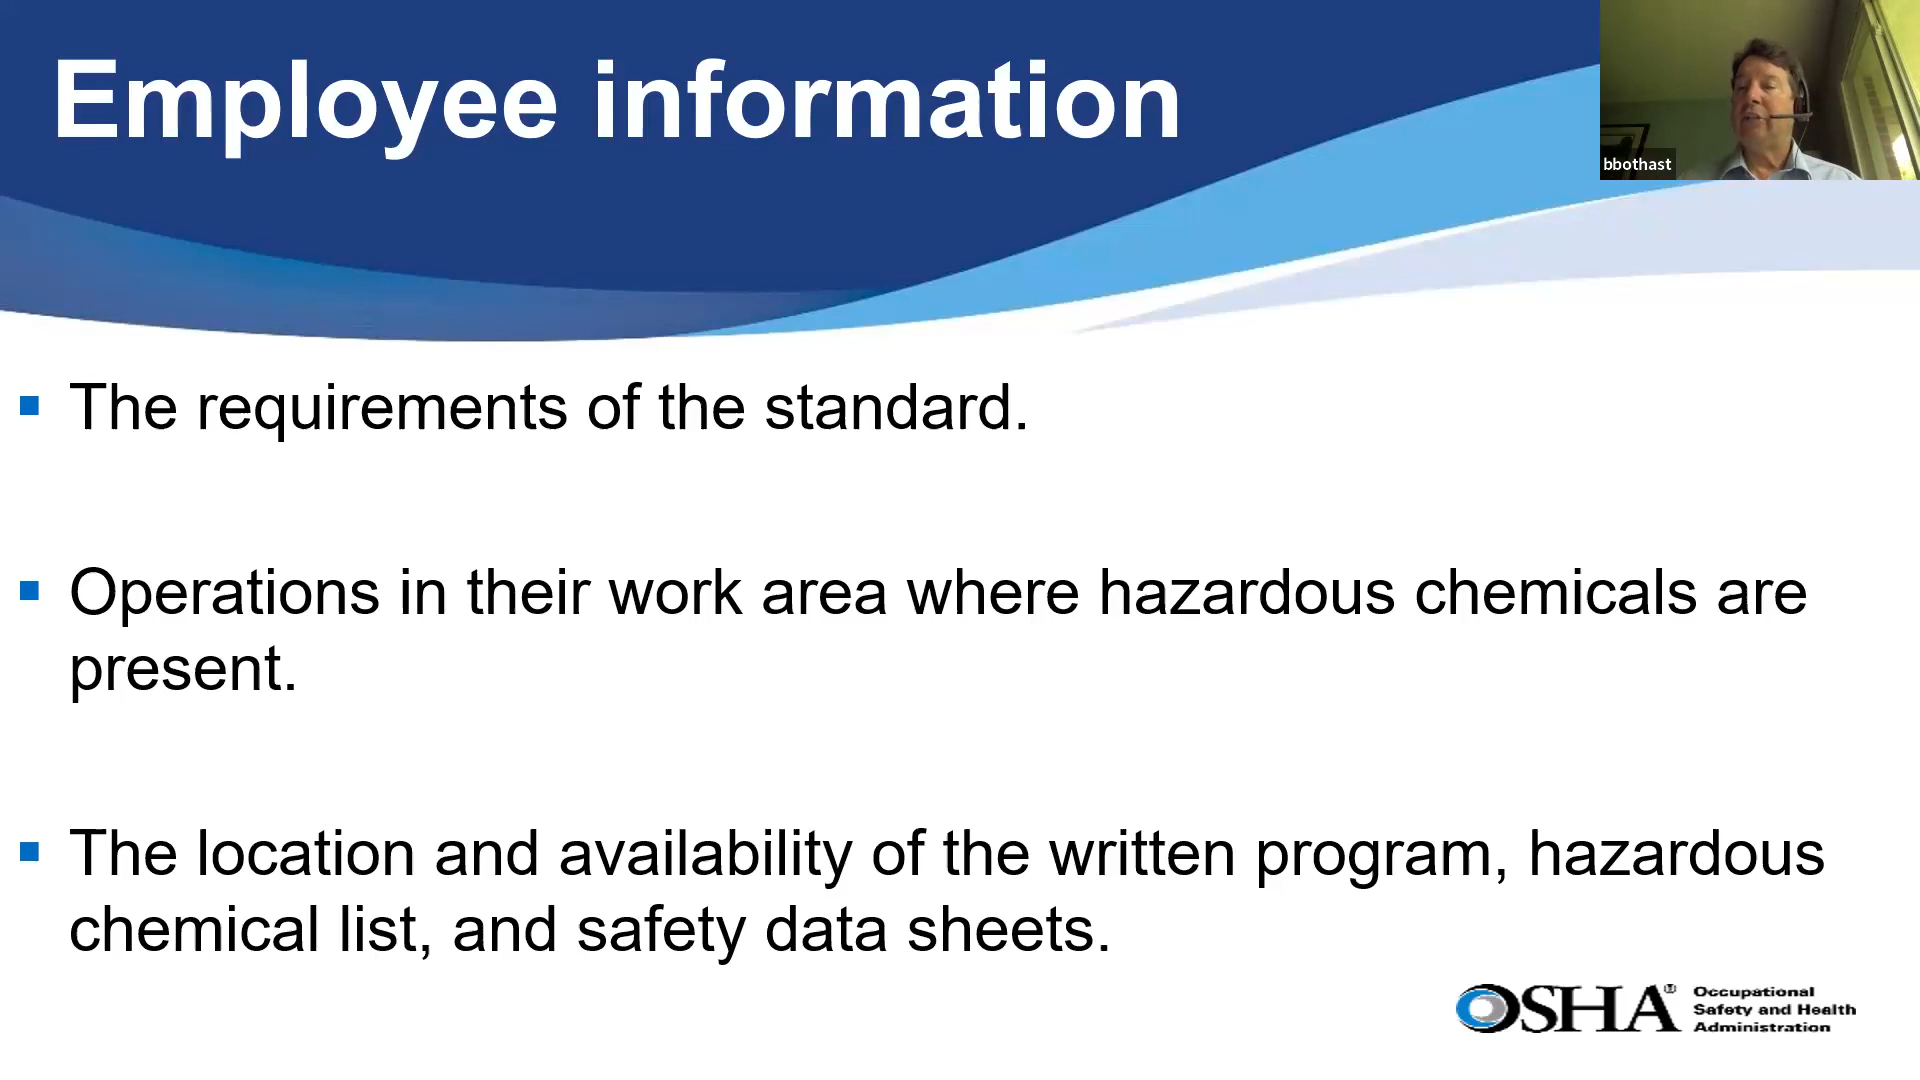 Employee information
bbothast
▪ The requirements of the standard.
▪ Operations in their work area where hazardous chemicals are
present.
▪ The location and availability of the written program, hazardous
chemical list, and safety data sheets.
OSHA® Occupational
Safety and Health
Administration